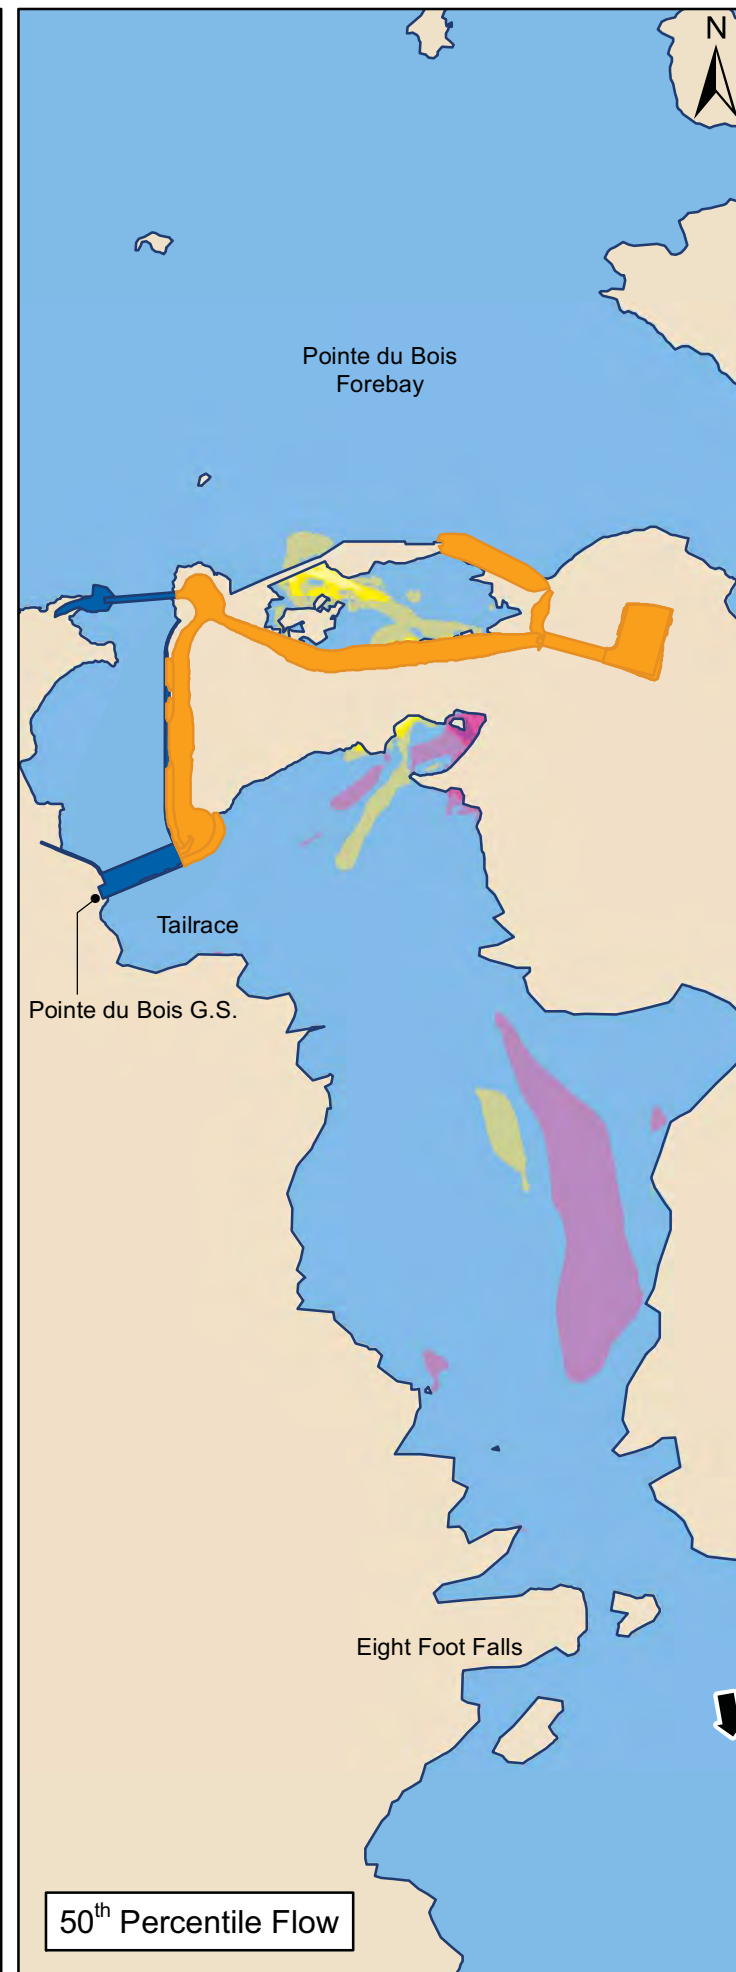 N
Pointe du Bois
Forebay
Tailrace
Pointe du Bois G.S.
Eight Foot Falls
50th Percentile Flow